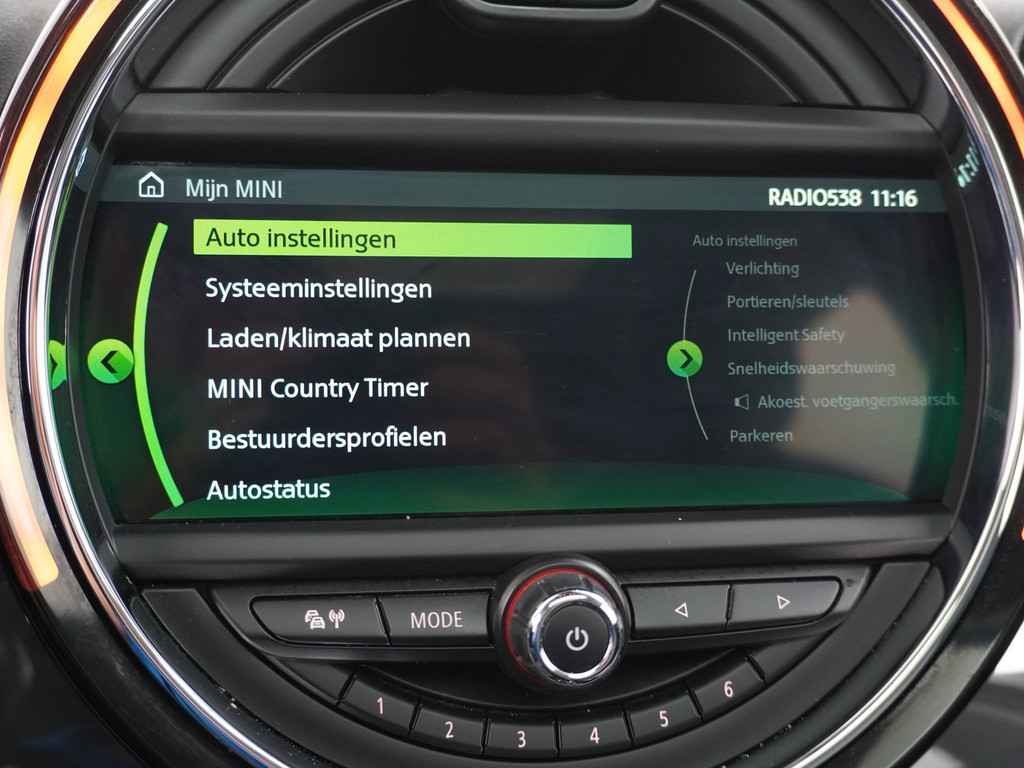 Mijn MINI
RADIO538 11:16
Auto instellingen
Systeeminstellingen
Laden/klimaat plannen
MINI Country Timer
Bestuurdersprofielen
Autostatus
Auto instellingen
Verlichting
Portieren/sleutels
Intelligent Safety
Snelheidswaarschuwing
Akoest. voetgangerswaarsch.
Parkeren
MODE
1
2
3
4
5
6